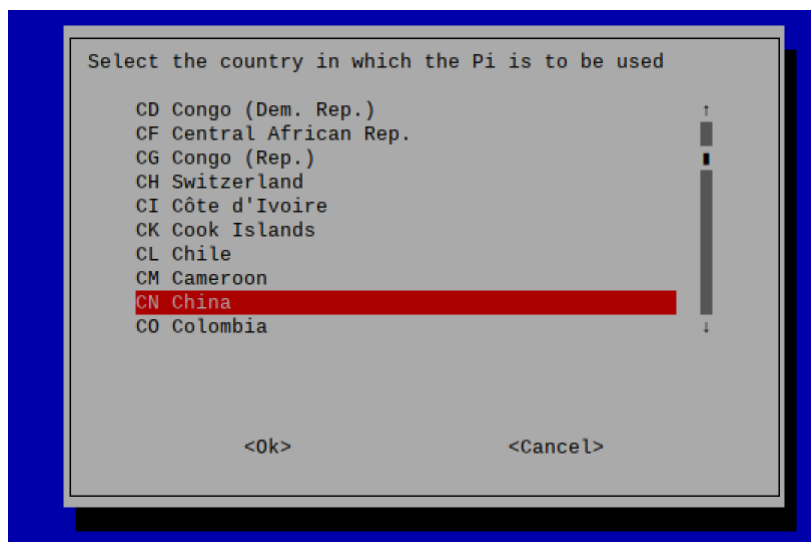 Select the country in which the Pi is to be used
CD Congo (Dem. Rep.)
CF Central African Rep.
CG Congo (Rep.)
CH Switzerland
CI Côte d'Ivoire
CK Cook Islands
CL Chile
CM Cameroon
CN China
CO Colombia
<Ok> <Cancel>